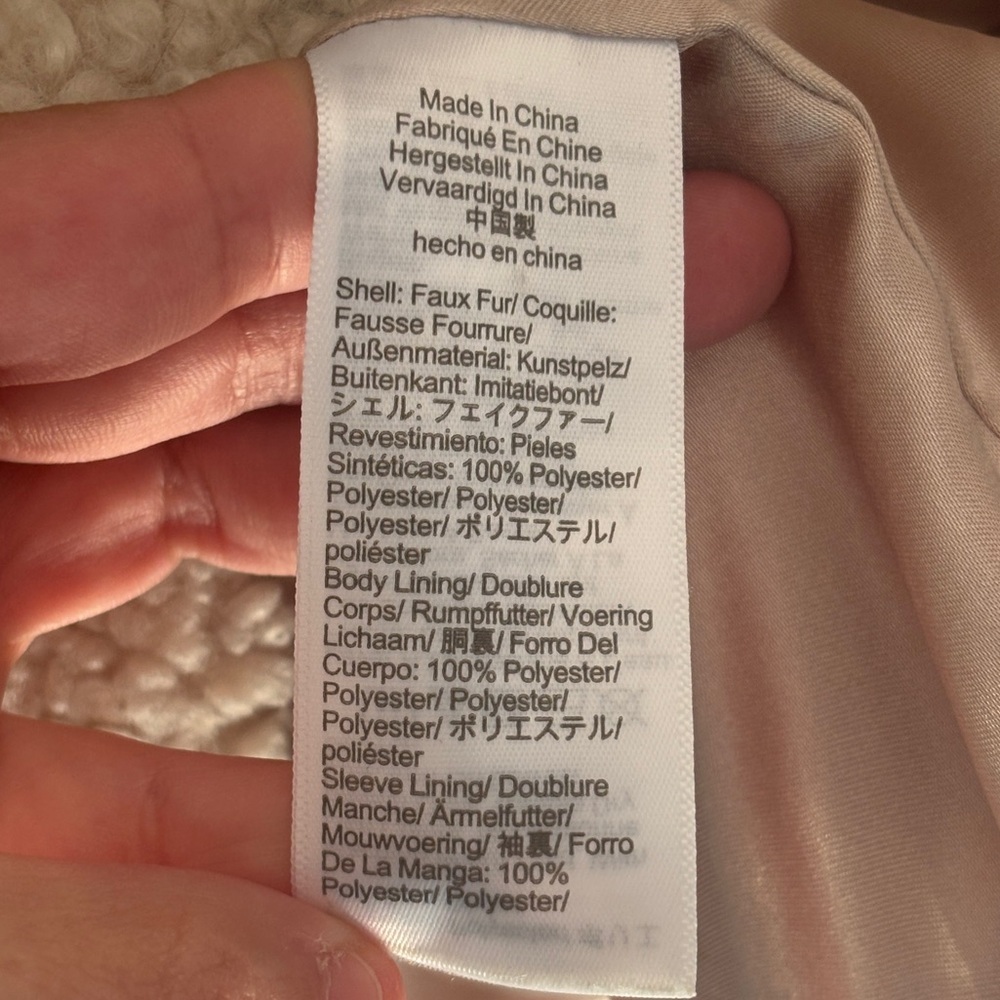 Made In China
Fabriqué En Chine
Hergestellt In China
Vervaardigd In China
中国製
hecho en china
Shell: Faux Fur/ Coquille:
Fausse Fourrure/
Außenmaterial: Kunstpelz/
Buitenkant: Imitatiebont/
シェル: フェイクファー/
Revestimiento: Pieles
Sintéticas: 100% Polyester/
Polyester/ Polyester/
Polyester/ ポリエステル/
poliéster
Body Lining/ Doublure
Corps/ Rumpffutter/ Voering
Lichaam/ 胴裏/ Forro Del
Cuerpo: 100% Polyester/
Polyester/ Polyester/
Polyester/ ポリエステル/
poliéster
Sleeve Lining/ Doublure
Manche/ Ärmelfutter/
Mouwvoering/ 袖裏/ Forro
De La Manga: 100%
Polyester/ Polyester/